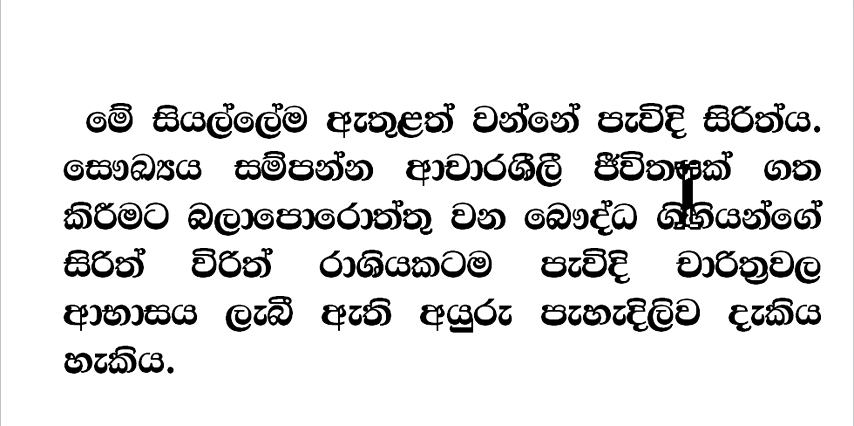 මේ සියල්ලේම ඇතුළත් වන්නේ පැවිදි සිරිත්ය.
සෞඛ්‍යය සම්පන්න ආචාරශීලී ජීවිතයක් ගත
කිරීමට බලාපොරොත්තු වන බෞද්ධ ගිහියන්ගේ
සිරිත් විරිත් රාශියකටම පැවිදි චාරිත්‍රවල
ආභාසය ලැබී ඇති අයුරු පැහැදිලිව දැකිය
හැකිය.